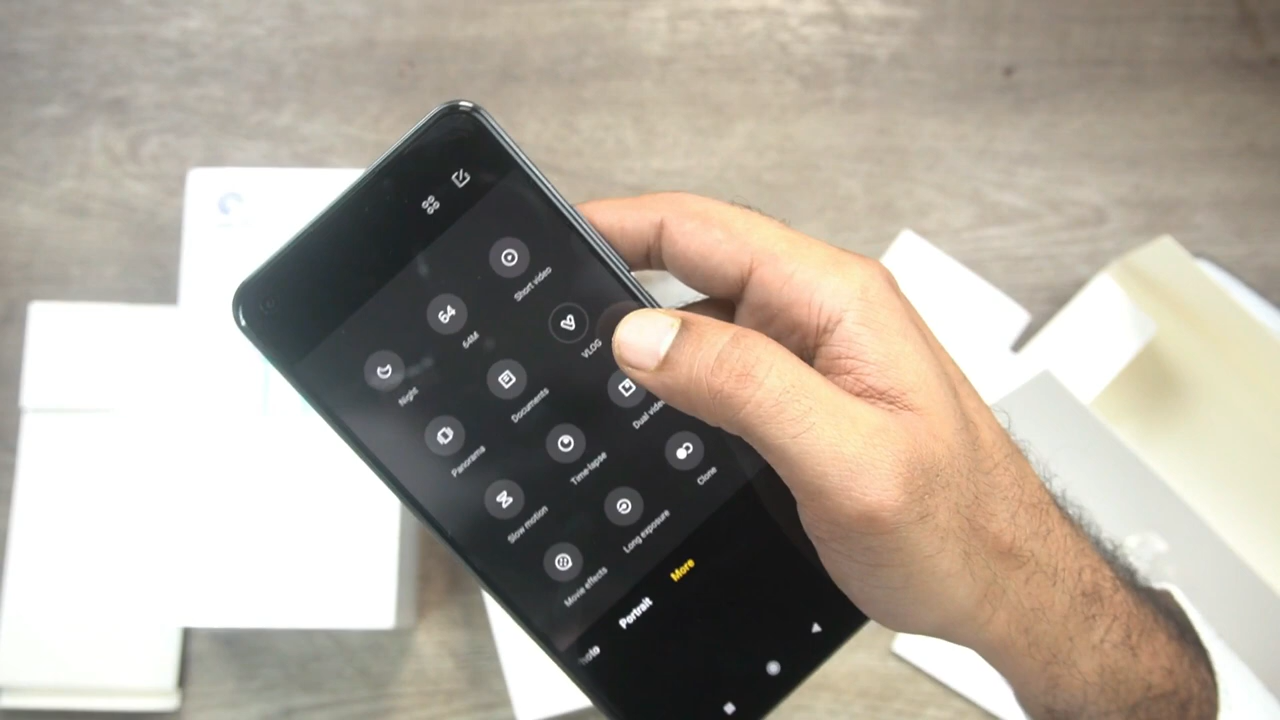 Night
64
64M
Short video
Panorama
Documents
VLOG
Slow motion
Time-lapse
Dual video
Movie effects
Long exposure
Clone
hoto
Portrait
More